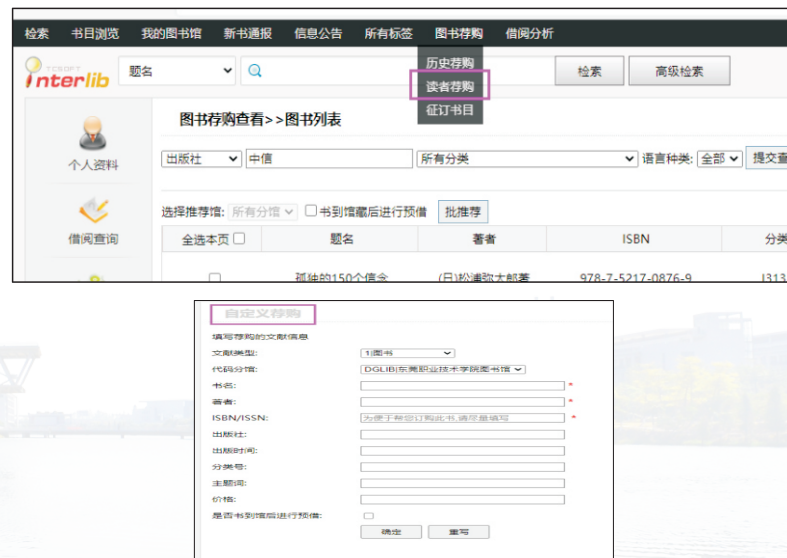 检索 书目浏览 我的图书馆 新书通报 信息公告 所有标签 图书荐购 借阅分析
历史荐购
TCSOFT
interlib 题名 检索 高级检索
读者荐购
征订书目
图书荐购查看>>图书列表
个人资料
出版社 中信 所有分类 语言种类: 全部 提交查
选择推荐馆: 所有分馆 书到馆藏后进行预借 批推荐
借阅查询
全选本页 题名 著者 ISBN 分类
孤独的150个信念 (日)松浦弥太郎著 978-7-5217-0876-9 I313
自定义荐购
填写荐购的文献信息
文献类型: 1|图书
代码分馆: DGLIB|东莞职业技术学院图书馆
书名: *
著者: *
ISBN/ISSN: 为便于帮您订购此书,请尽量填写 *
出版社:
出版时间:
分类号:
主题词:
价格:
是否书到馆后进行预借:
确定 重写